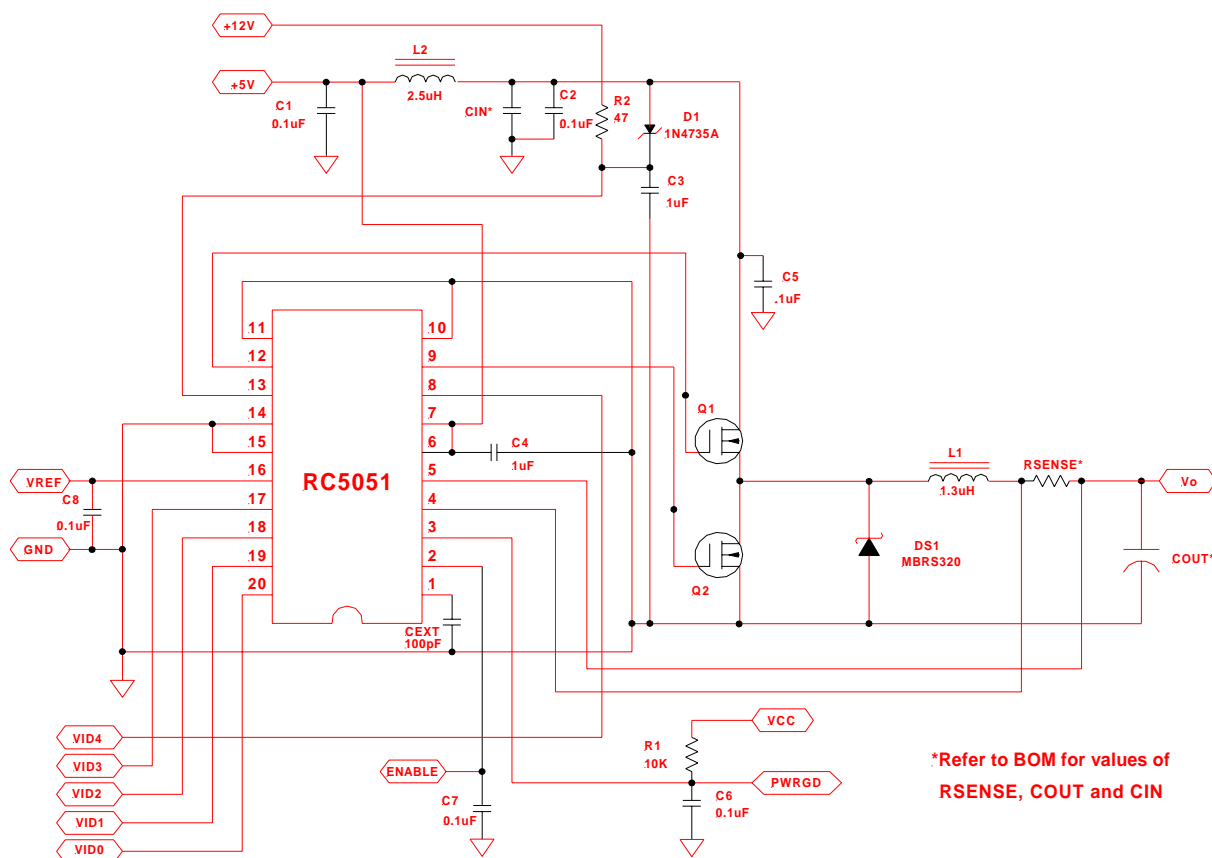 +12V
L2
+5V
2.5uH
C1
0.1uF
CIN*
C2
0.1uF
R2
47
D1
1N4735A
C3
1uF
C5
.1uF
11
10
12
9
13
8
14
7
15
6
16
5
17
4
18
3
19
2
20
1
RC5051
C4
1uF
Q1
Q2
L1
1.3uH
RSENSE*
Vo
VREF
C8
0.1uF
GND
DS1
MBRS320
COUT*
CEXT
100pF
VID4
VID3
VID2
VID1
VID0
ENABLE
C7
0.1uF
VCC
R1
10K
PWRGD
C6
0.1uF
*Refer to BOM for values of
RSENSE, COUT and CIN